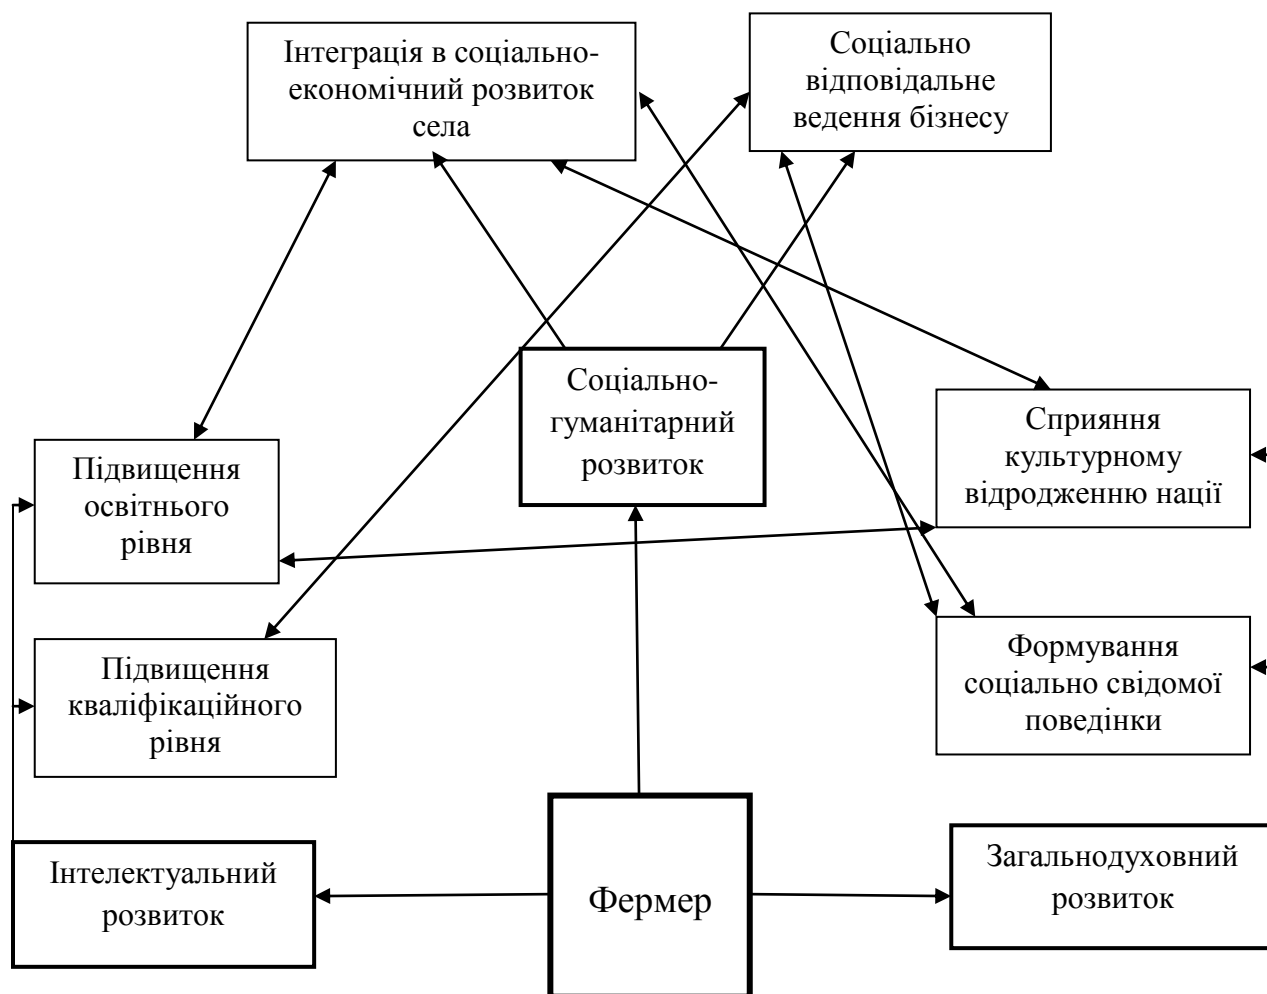 Інтеграція в соціально-
економічний розвиток
села
Соціально
відповідальне
ведення бізнесу
Соціально-
гуманітарний
розвиток
Сприяння
культурному
відродженню нації
Підвищення
освітнього
рівня
Підвищення
кваліфікаційного
рівня
Формування
соціально свідомої
поведінки
Інтелектуальний
розвиток
Фермер
Загальнодуховний
розвиток